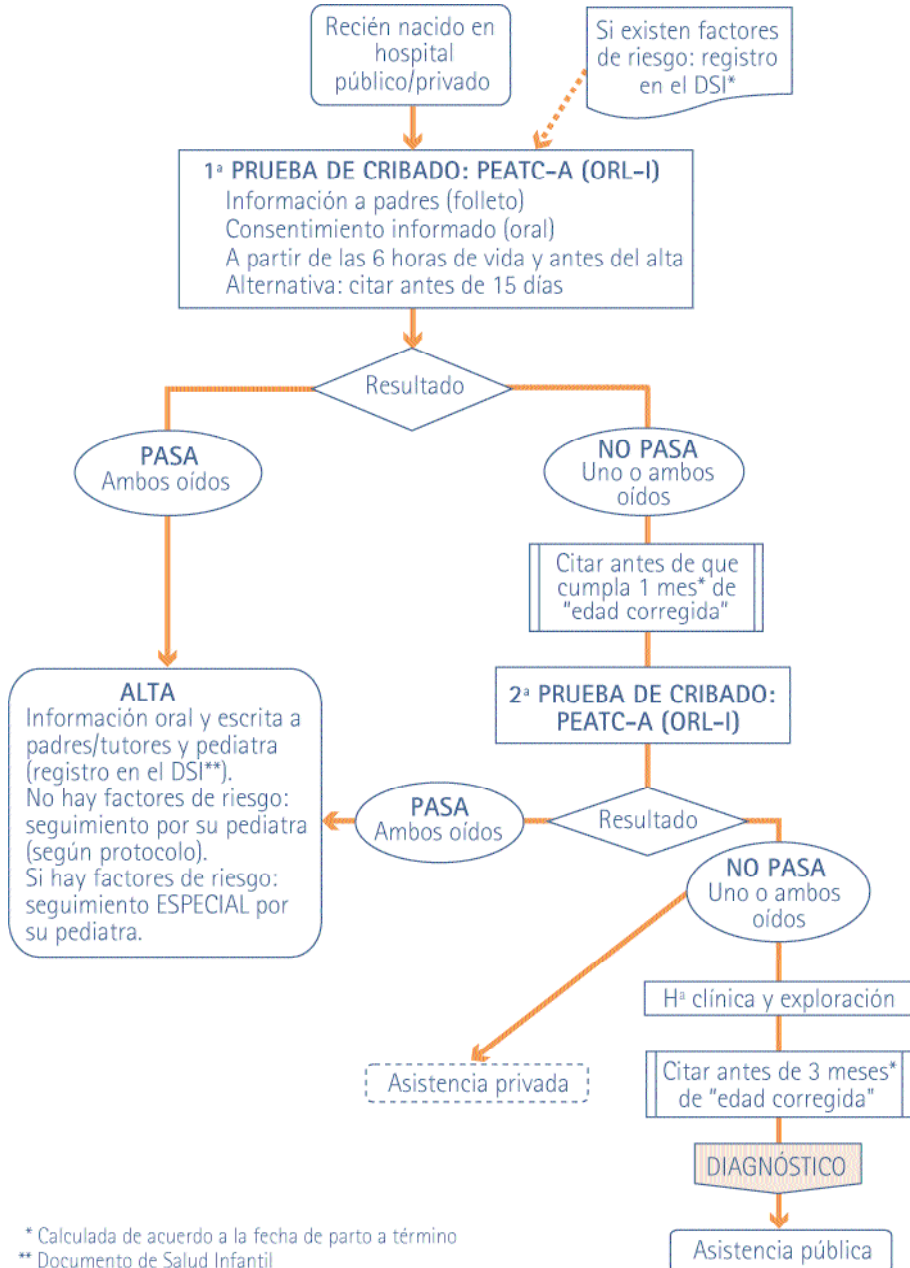 Recién nacido en
hospital
público/privado
Si existen factores
de riesgo: registro
en el DSI*
1ª PRUEBA DE CRIBADO: PEATC-A (ORL-I)
Información a padres (folleto)
Consentimiento informado (oral)
A partir de las 6 horas de vida y antes del alta
Alternativa: citar antes de 15 días
Resultado
PASA
Ambos oídos
NO PASA
Uno o ambos
oídos
Citar antes de que
cumpla 1 mes* de
"edad corregida"
2ª PRUEBA DE CRIBADO:
PEATC-A (ORL-I)
ALTA
Información oral y escrita a
padres/tutores y pediatra
(registro en el DSI**).
No hay factores de riesgo:
seguimiento por su pediatra
(según protocolo).
Si hay factores de riesgo:
seguimiento ESPECIAL por
su pediatra.
PASA
Ambos oídos
Resultado
NO PASA
Uno o ambos
oídos
Hª clínica y exploración
Asistencia privada
Citar antes de 3 meses*
de "edad corregida"
DIAGNÓSTICO
Asistencia pública
* Calculada de acuerdo a la fecha de parto a término
** Documento de Salud Infantil